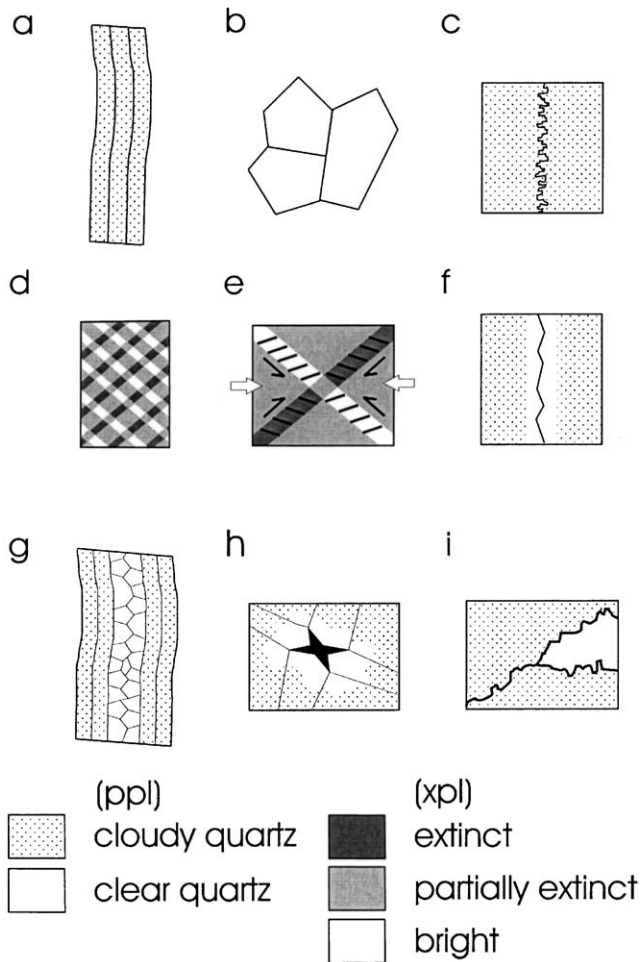 a b c
d e f
g h i
(ppl) (xpl)
cloudy quartz extinct
clear quartz partially extinct
bright